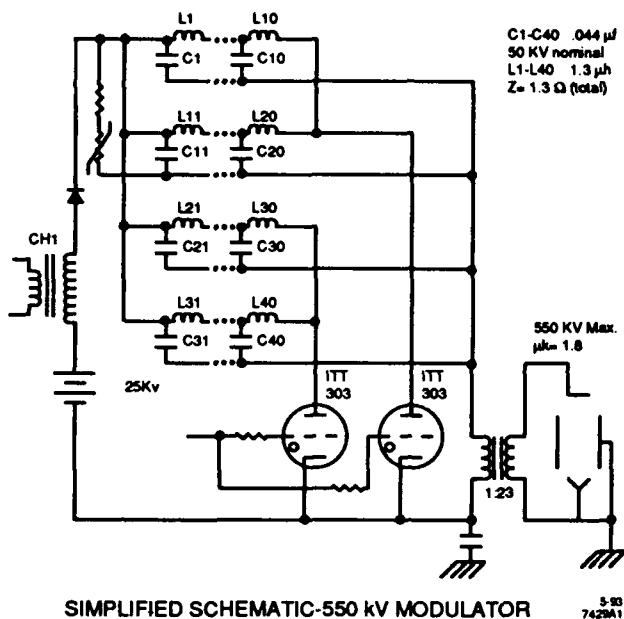 L1 L10
C1 C10
C1-C40 .044 µf
50 KV nominal
L1-L40 1.3 µh
Z= 1.3 Ω (total)
L11 L20
C11 C20
L21 L30
C21 C30
CH1
L31 L40
C31 C40
550 KV Max.
µk= 1.8
25Kv
ITT
303
ITT
303
1:23
SIMPLIFIED SCHEMATIC-550 kV MODULATOR
5-93
7429A1